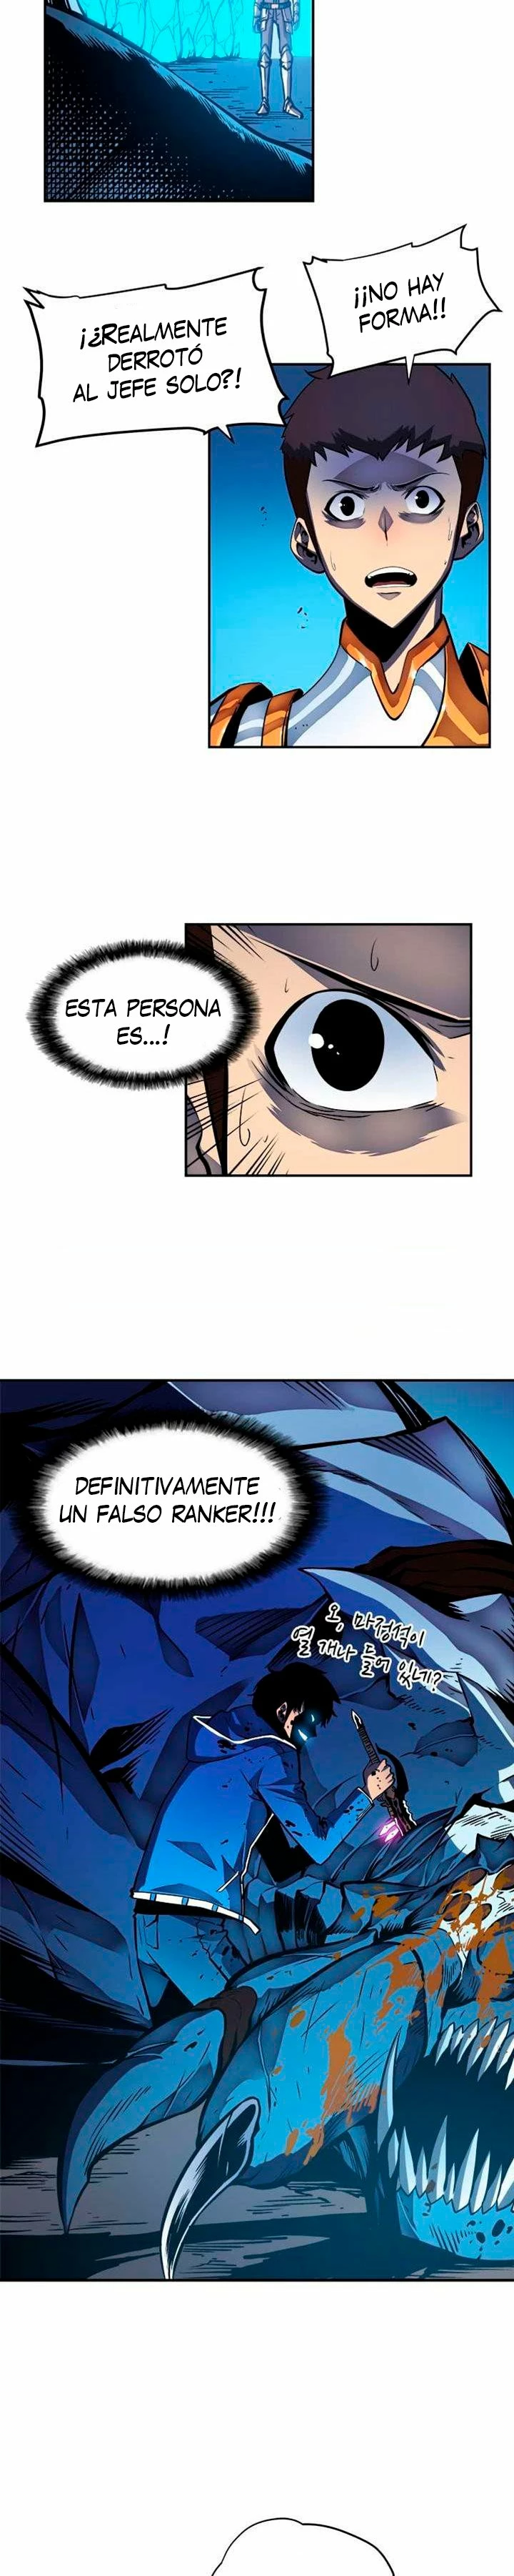 ¡¡NO HAY
FORMA!!
¡¿REALMENTE
DERROTÓ
AL JEFE SOLO?!
ESTA PERSONA
ES...!
DEFINITIVAMENTE
UN FALSO RANKER!!!
오, 마정석이
열 개나 들어 있네?